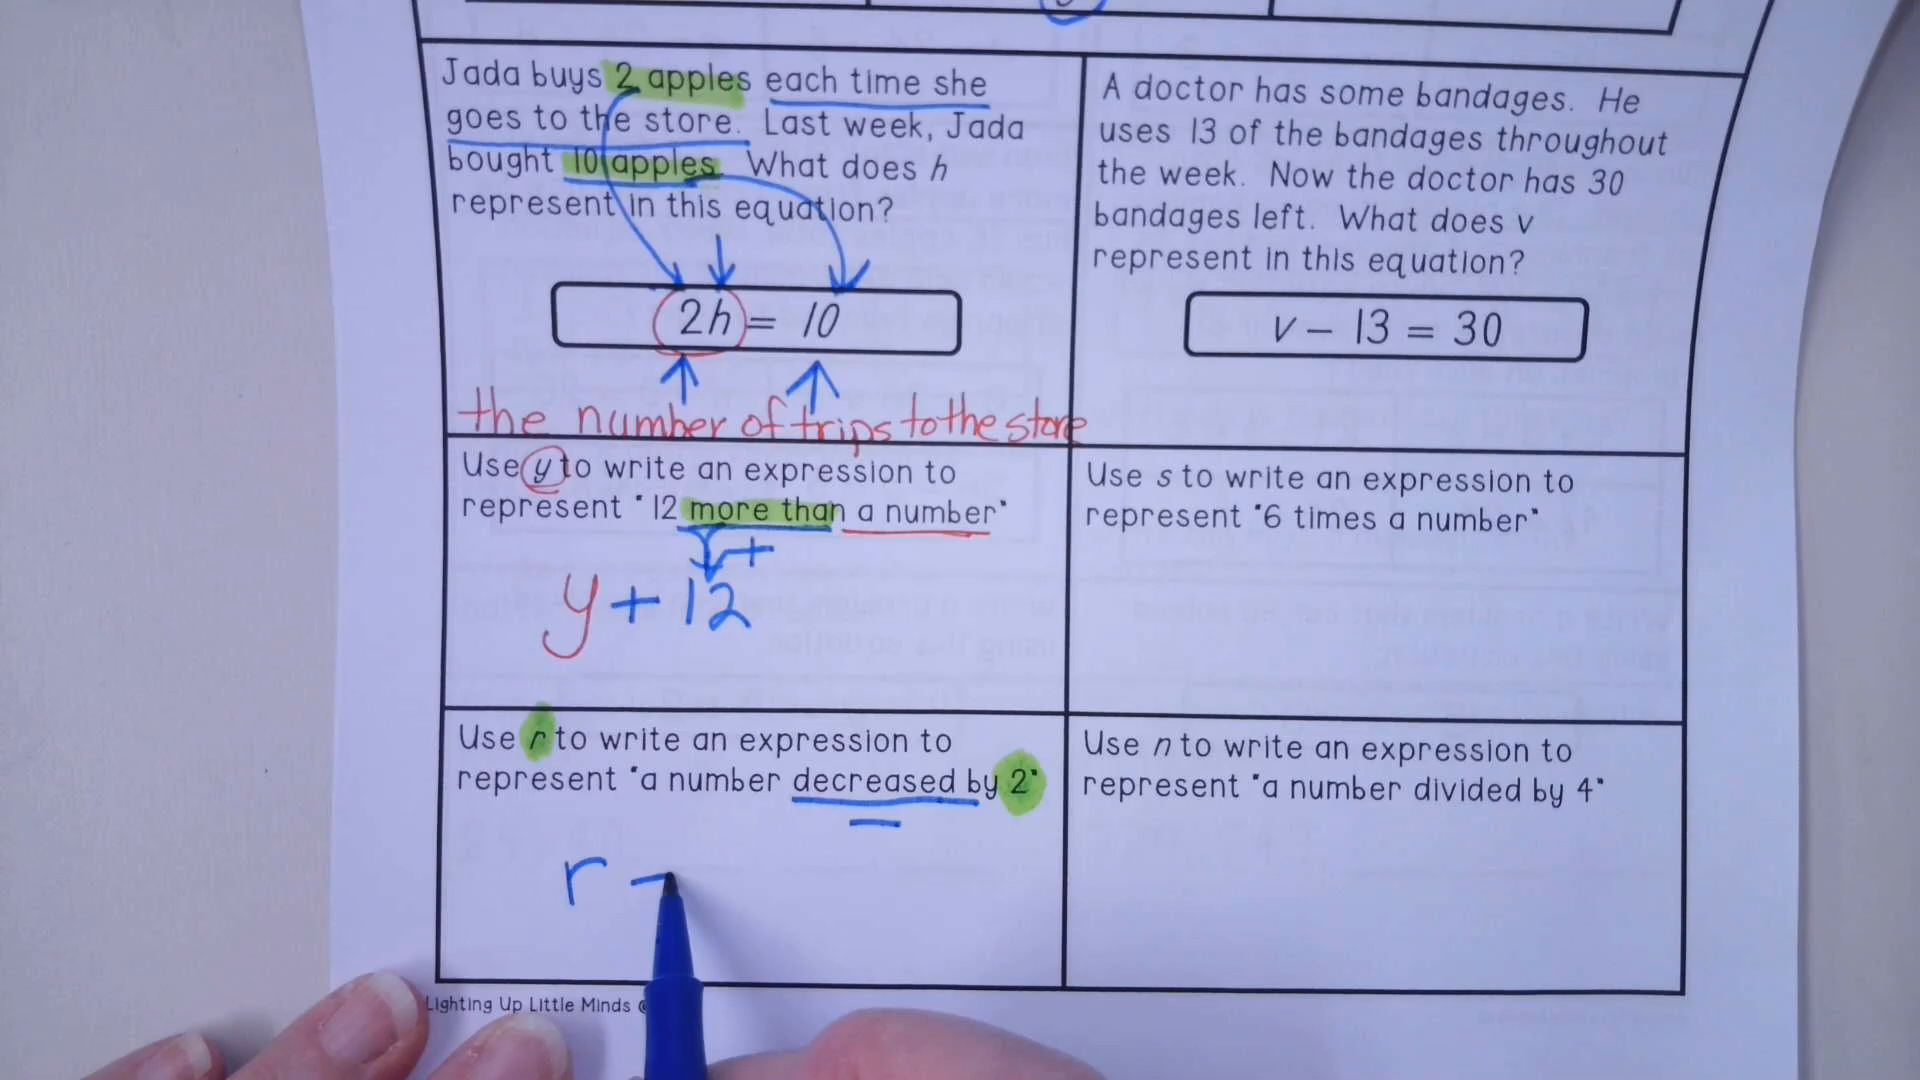 Jada buys 2 apples each time she
goes to the store. Last week, Jada
bought 10 apples. What does h
represent in this equation?
2h = 10
the number of trips to the store
A doctor has some bandages. He
uses 13 of the bandages throughout
the week. Now the doctor has 30
bandages left. What does v
represent in this equation?
v – 13 = 30
Use y to write an expression to
represent "12 more than a number"
+
y + 12
Use s to write an expression to
represent "6 times a number"
Use r to write an expression to
represent "a number decreased by 2"
–
r –
Use n to write an expression to
represent "a number divided by 4"
Lighting Up Little Minds ©